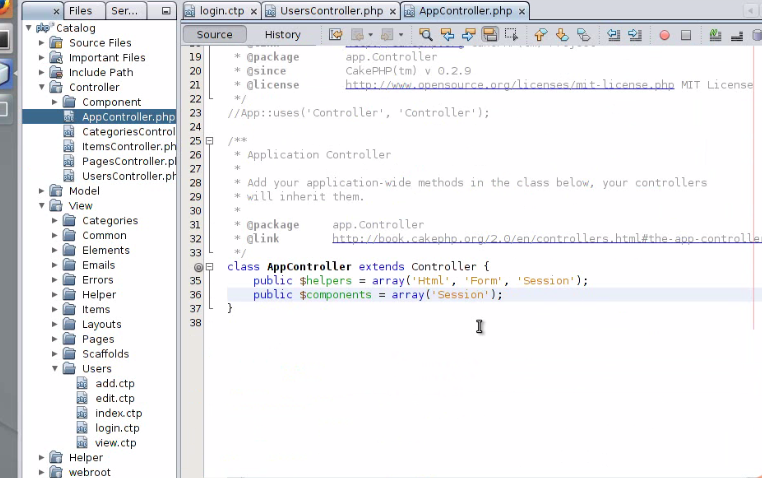 Files
Ser...
login.ctp
UsersController.php
AppController.php
Source
History
Catalog
Source Files
Important Files
Include Path
Controller
Component
AppController.php
CategoriesControl
ItemsController.ph
PagesController.pl
UsersController.ph
Model
View
Categories
Common
Elements
Emails
Errors
Helper
Items
Layouts
Pages
Scaffolds
Users
add.ctp
edit.ctp
index.ctp
login.ctp
view.ctp
Helper
webroot
19 * @package app.Controller
20 * @since CakePHP(tm) v 0.2.9
21 * @license http://www.opensource.org/licenses/mit-license.php MIT License
22 */
23 //App::uses('Controller', 'Controller');
24
25 /**
26 * Application Controller
27 *
28 * Add your application-wide methods in the class below, your controllers
29 * will inherit them.
30 *
31 * @package app.Controller
32 * @link http://book.cakephp.org/2.0/en/controllers.html#the-app-controlle
33 */
class AppController extends Controller {
35 public $helpers = array('Html', 'Form', 'Session');
36 public $components = array('Session');
37 }
38